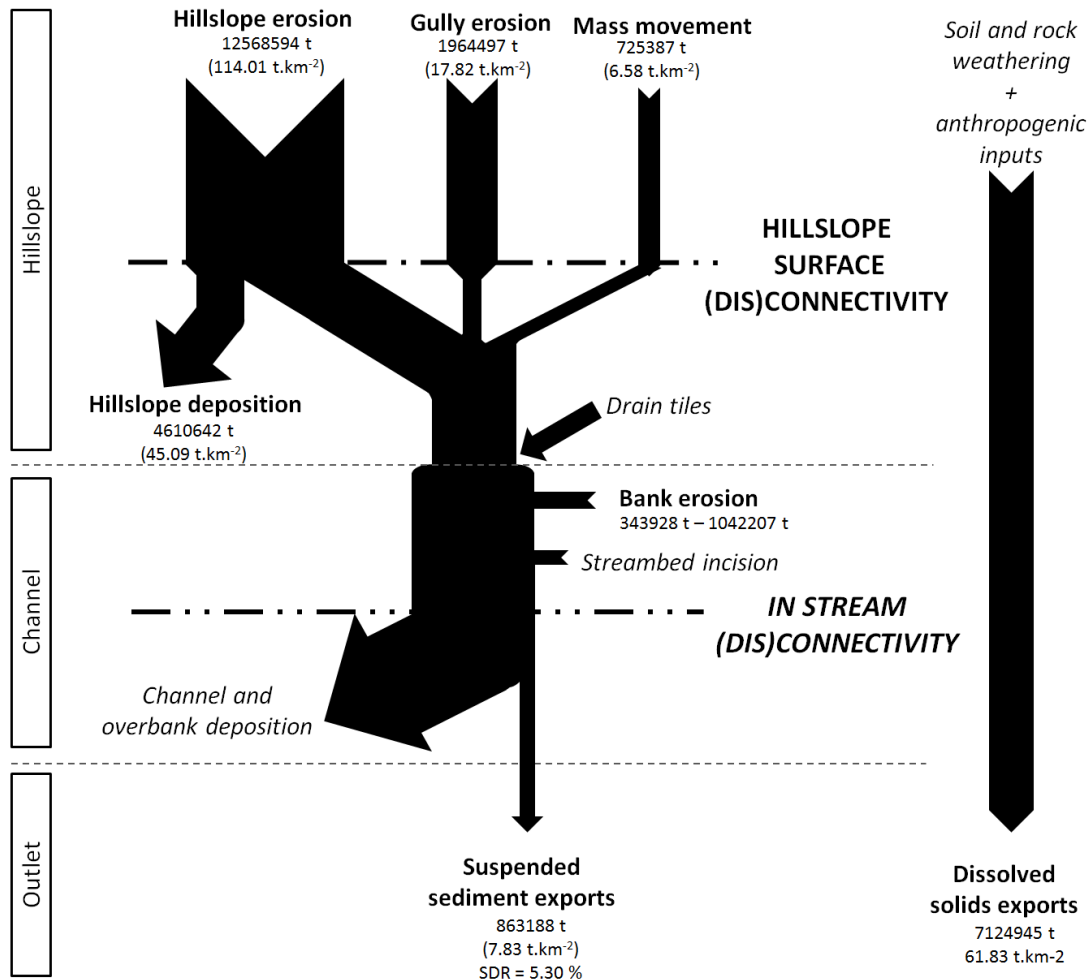 Hillslope erosion
12568594 t
(114.01 t.km⁻²)
Gully erosion
1964497 t
(17.82 t.km⁻²)
Mass movement
725387 t
(6.58 t.km⁻²)
Soil and rock
weathering
+
anthropogenic
inputs
Hillslope
HILLSLOPE
SURFACE
(DIS)CONNECTIVITY
Hillslope deposition
4610642 t
(45.09 t.km⁻²)
Drain tiles
Channel
Bank erosion
343928 t – 1042207 t
Streambed incision
IN STREAM
(DIS)CONNECTIVITY
Channel and
overbank deposition
Outlet
Suspended
sediment exports
863188 t
(7.83 t.km⁻²)
SDR = 5.30 %
Dissolved
solids exports
7124945 t
61.83 t.km-2